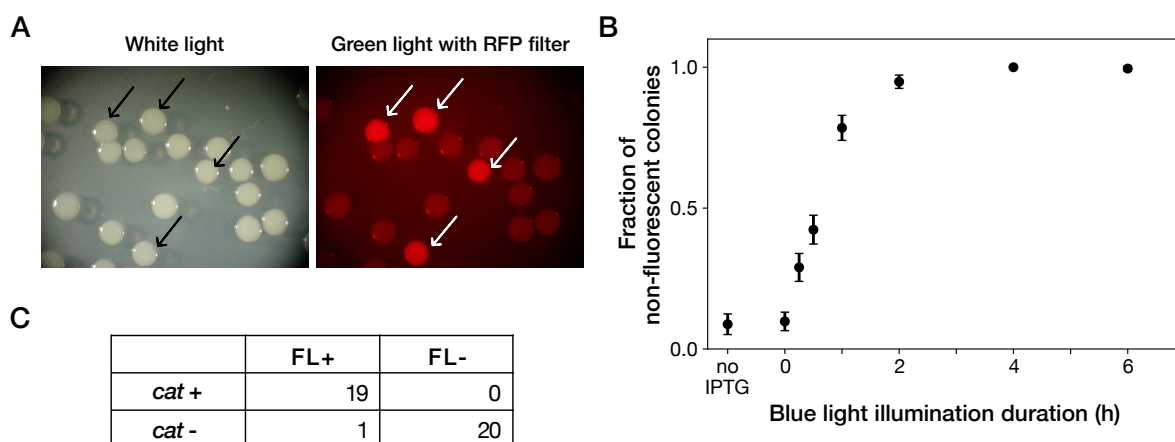 A
White light
Green light with RFP filter
B
Fraction of
non-fluorescent colonies
1.0
0.5
0.0
no
IPTG
0
2
4
6
Blue light illumination duration (h)
C
FL+
FL-
cat +
19
0
cat -
1
20